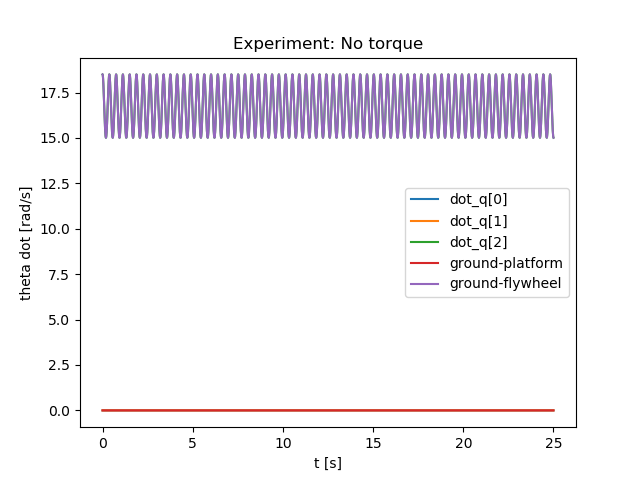 Experiment: No torque
theta dot [rad/s]
17.5
15.0
12.5
10.0
7.5
5.0
2.5
0.0
dot_q[0]
dot_q[1]
dot_q[2]
ground-platform
ground-flywheel
0
5
10
15
20
25
t [s]